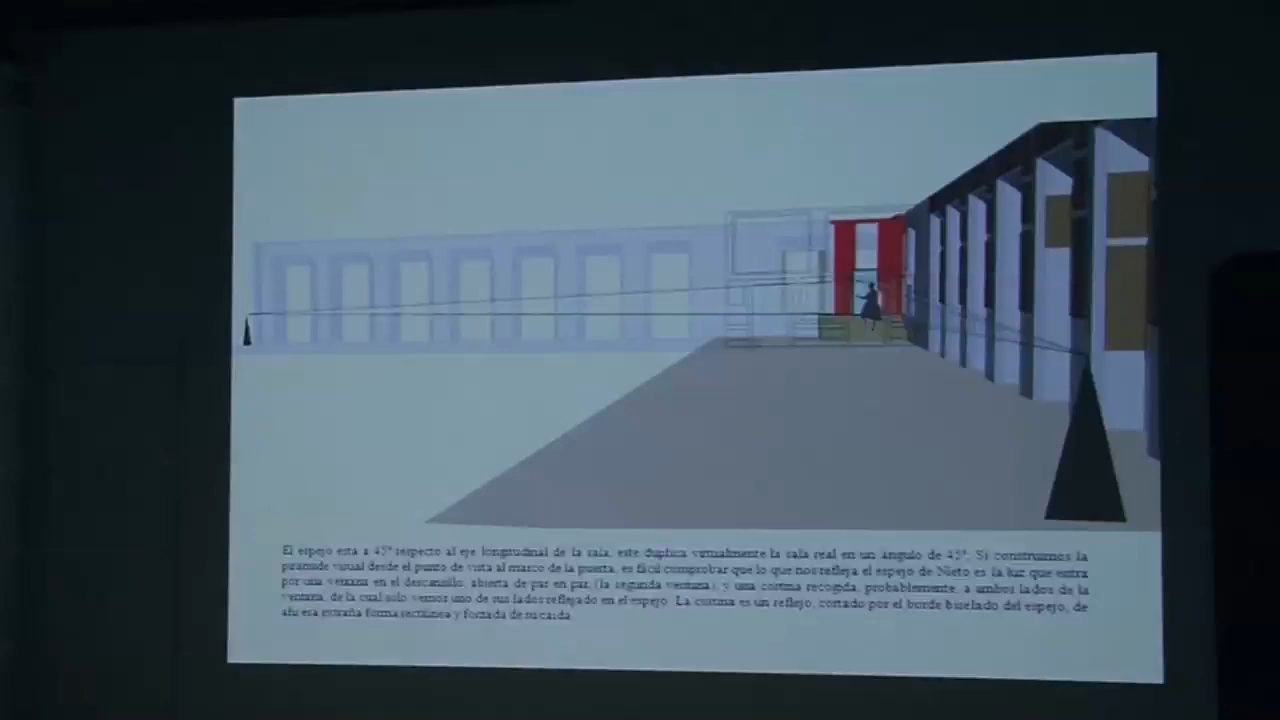 El espejo está a 45º respecto al eje longitudinal de la sala, este duplica virtualmente la sala real en un ángulo de 45º. Si construimos la
pirámide visual desde el punto de vista al marco de la puerta, es fácil comprobar que lo que nos refleja el espejo de Nieto es la luz que entra
por una ventana en el descansillo, abierta de par en par, (la segunda ventana), y una cortina recogida, probablemente, a ambos lados de la
ventana, de la cual sólo vemos uno de sus lados reflejado en el espejo. La cortina es un reflejo, cortado por el borde biselado del espejo, de
ahí esa extraña forma rectilínea y forzada de su caída.